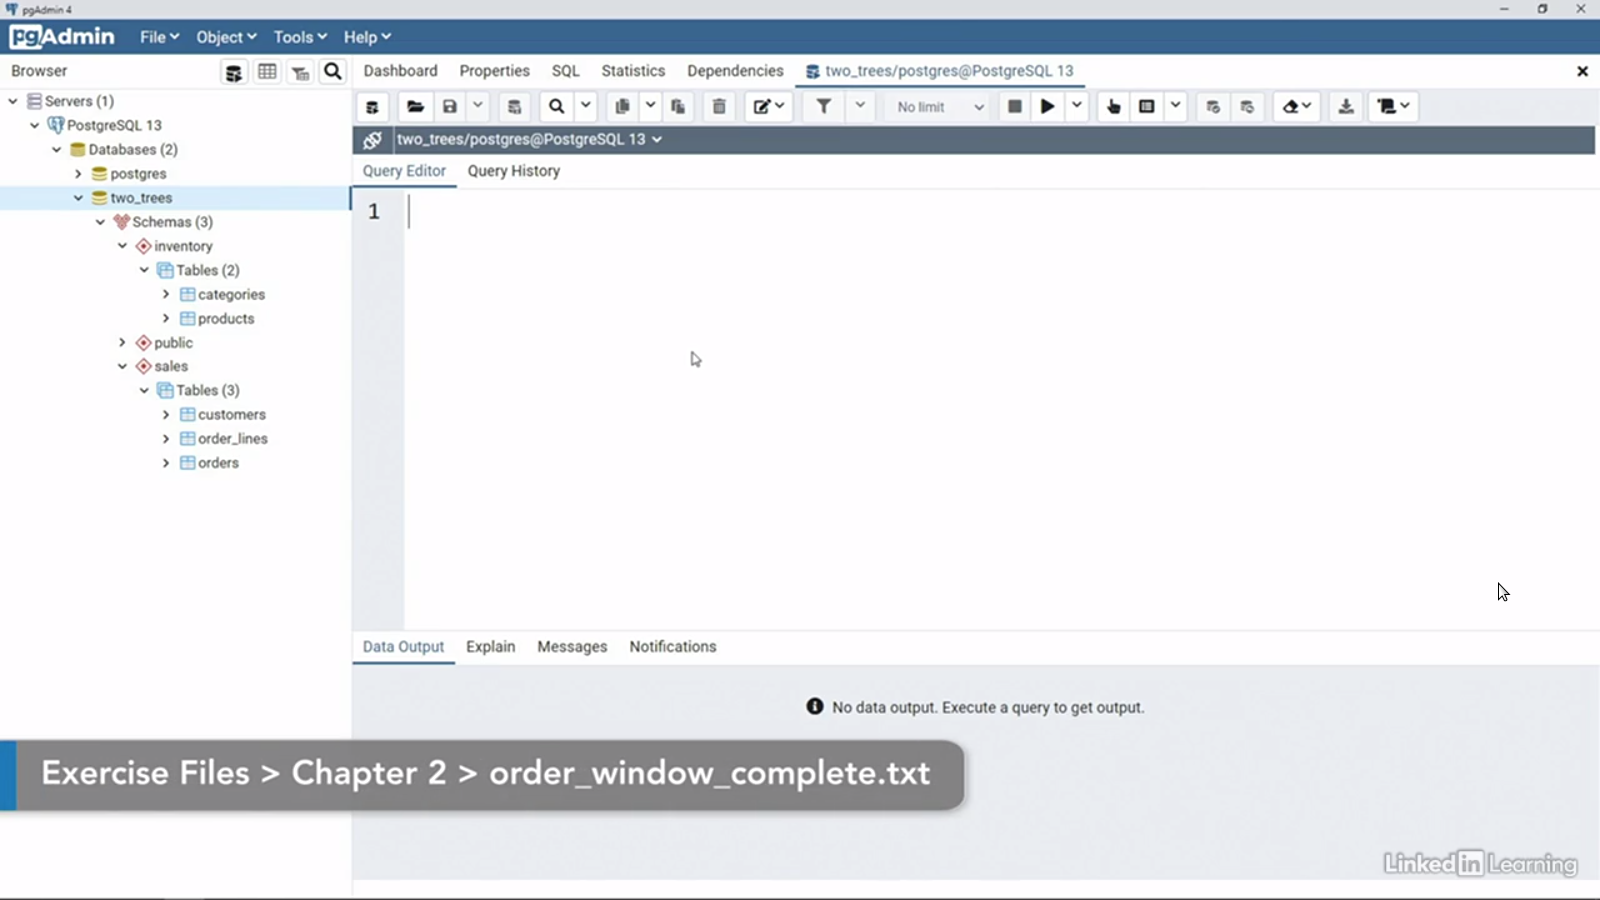 pgAdmin 4
pgAdmin File Object Tools Help
Browser
Dashboard Properties SQL Statistics Dependencies two_trees/postgres@PostgreSQL 13
Servers (1)
PostgreSQL 13
Databases (2)
postgres
two_trees
Schemas (3)
inventory
Tables (2)
categories
products
public
sales
Tables (3)
customers
order_lines
orders
No limit
two_trees/postgres@PostgreSQL 13
Query Editor Query History
1
Data Output Explain Messages Notifications
No data output. Execute a query to get output.
Exercise Files > Chapter 2 > order_window_complete.txt
Linked in Learning